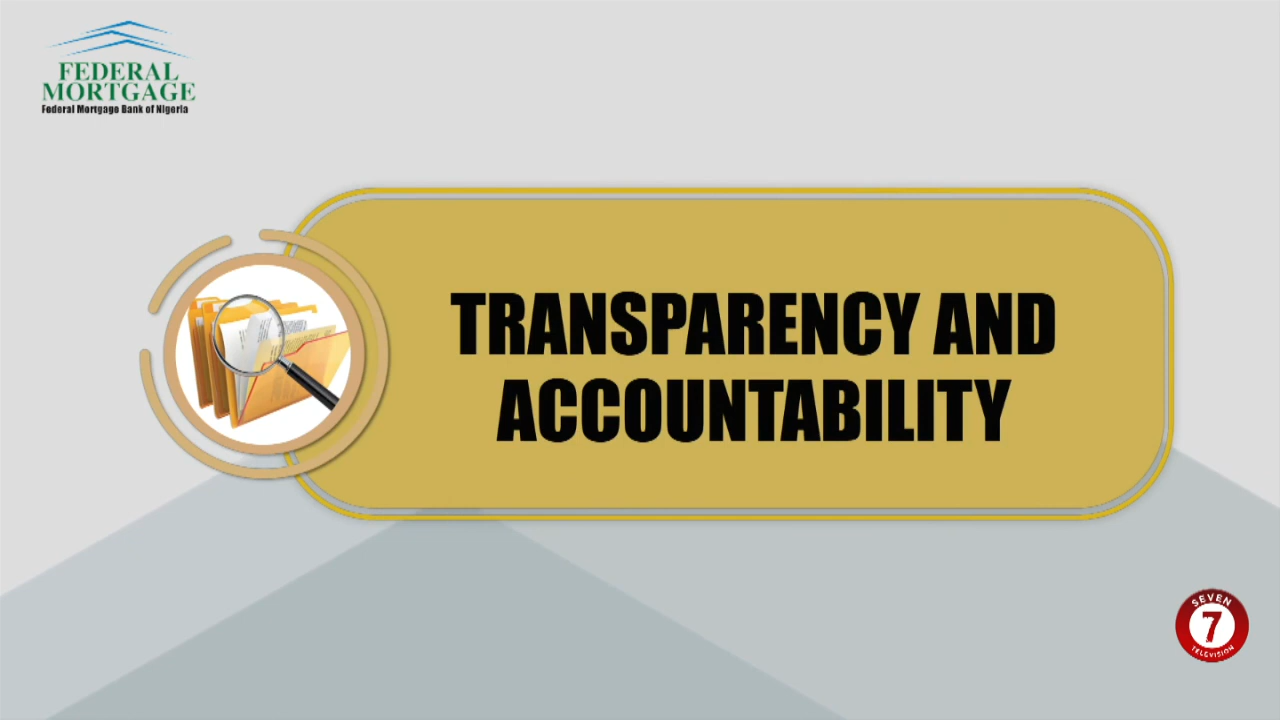 FEDERAL
MORTGAGE
Federal Mortgage Bank of Nigeria
TRANSPARENCY AND
ACCOUNTABILITY
SEVEN
7
TELEVISION